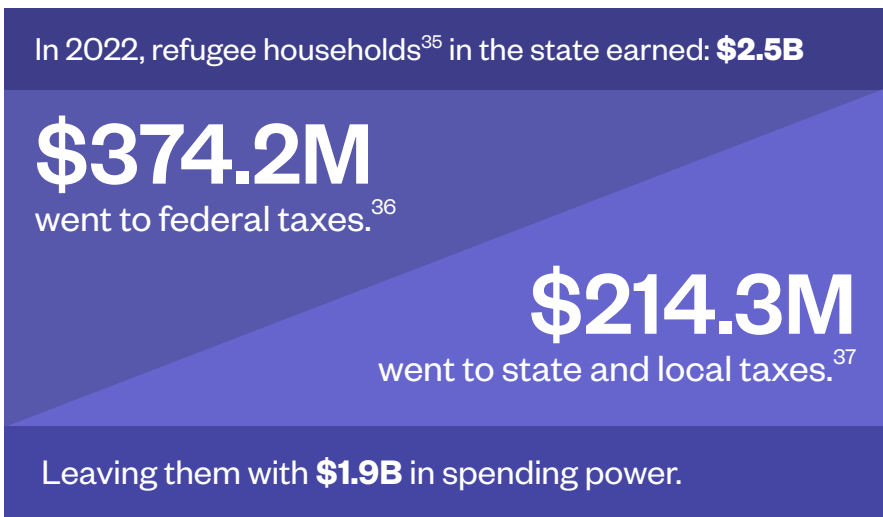 In 2022, refugee households35 in the state earned: $2.5B
$374.2M
went to federal taxes.36
$214.3M
went to state and local taxes.37
Leaving them with $1.9B in spending power.